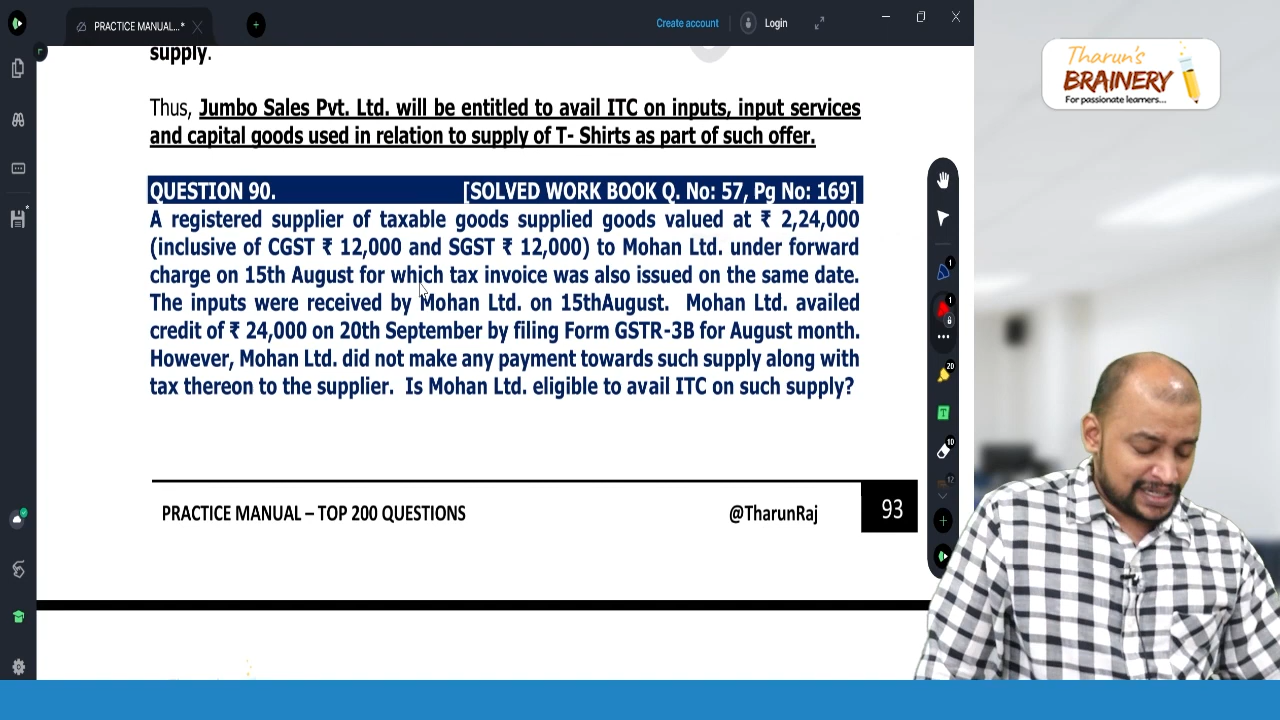 PRACTICE MANUAL...*
Create account
Login
supply.
Thus, Jumbo Sales Pvt. Ltd. will be entitled to avail ITC on inputs, input services
and capital goods used in relation to supply of T- Shirts as part of such offer.
QUESTION 90. [SOLVED WORK BOOK Q. No: 57, Pg No: 169]
A registered supplier of taxable goods supplied goods valued at ₹ 2,24,000
(inclusive of CGST ₹ 12,000 and SGST ₹ 12,000) to Mohan Ltd. under forward
charge on 15th August for which tax invoice was also issued on the same date.
The inputs were received by Mohan Ltd. on 15thAugust. Mohan Ltd. availed
credit of ₹ 24,000 on 20th September by filing Form GSTR-3B for August month.
However, Mohan Ltd. did not make any payment towards such supply along with
tax thereon to the supplier. Is Mohan Ltd. eligible to avail ITC on such supply?
PRACTICE MANUAL – TOP 200 QUESTIONS
@TharunRaj
93
1
1
20
T
10
12
Tharun's
BRAINERY
For passionate learners...